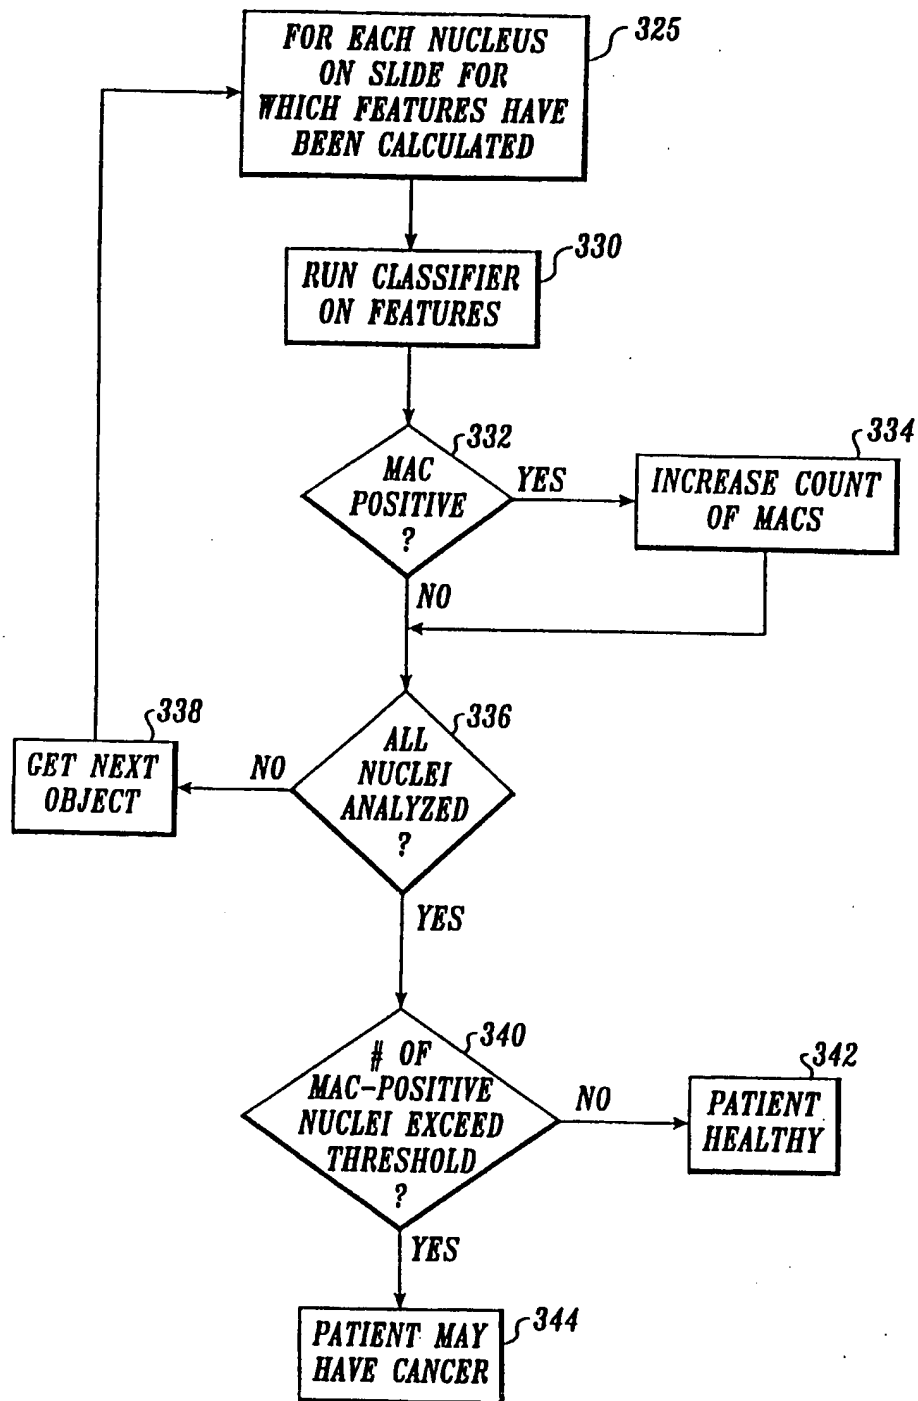 FOR EACH NUCLEUS
ON SLIDE FOR
WHICH FEATURES HAVE
BEEN CALCULATED
325
RUN CLASSIFIER
ON FEATURES
330
MAC
POSITIVE
?
332
YES
INCREASE COUNT
OF MACS
334
NO
ALL
NUCLEI
ANALYZED
?
336
NO
GET NEXT
OBJECT
338
YES
# OF
MAC-POSITIVE
NUCLEI EXCEED
THRESHOLD
?
340
NO
PATIENT
HEALTHY
342
YES
PATIENT MAY
HAVE CANCER
344